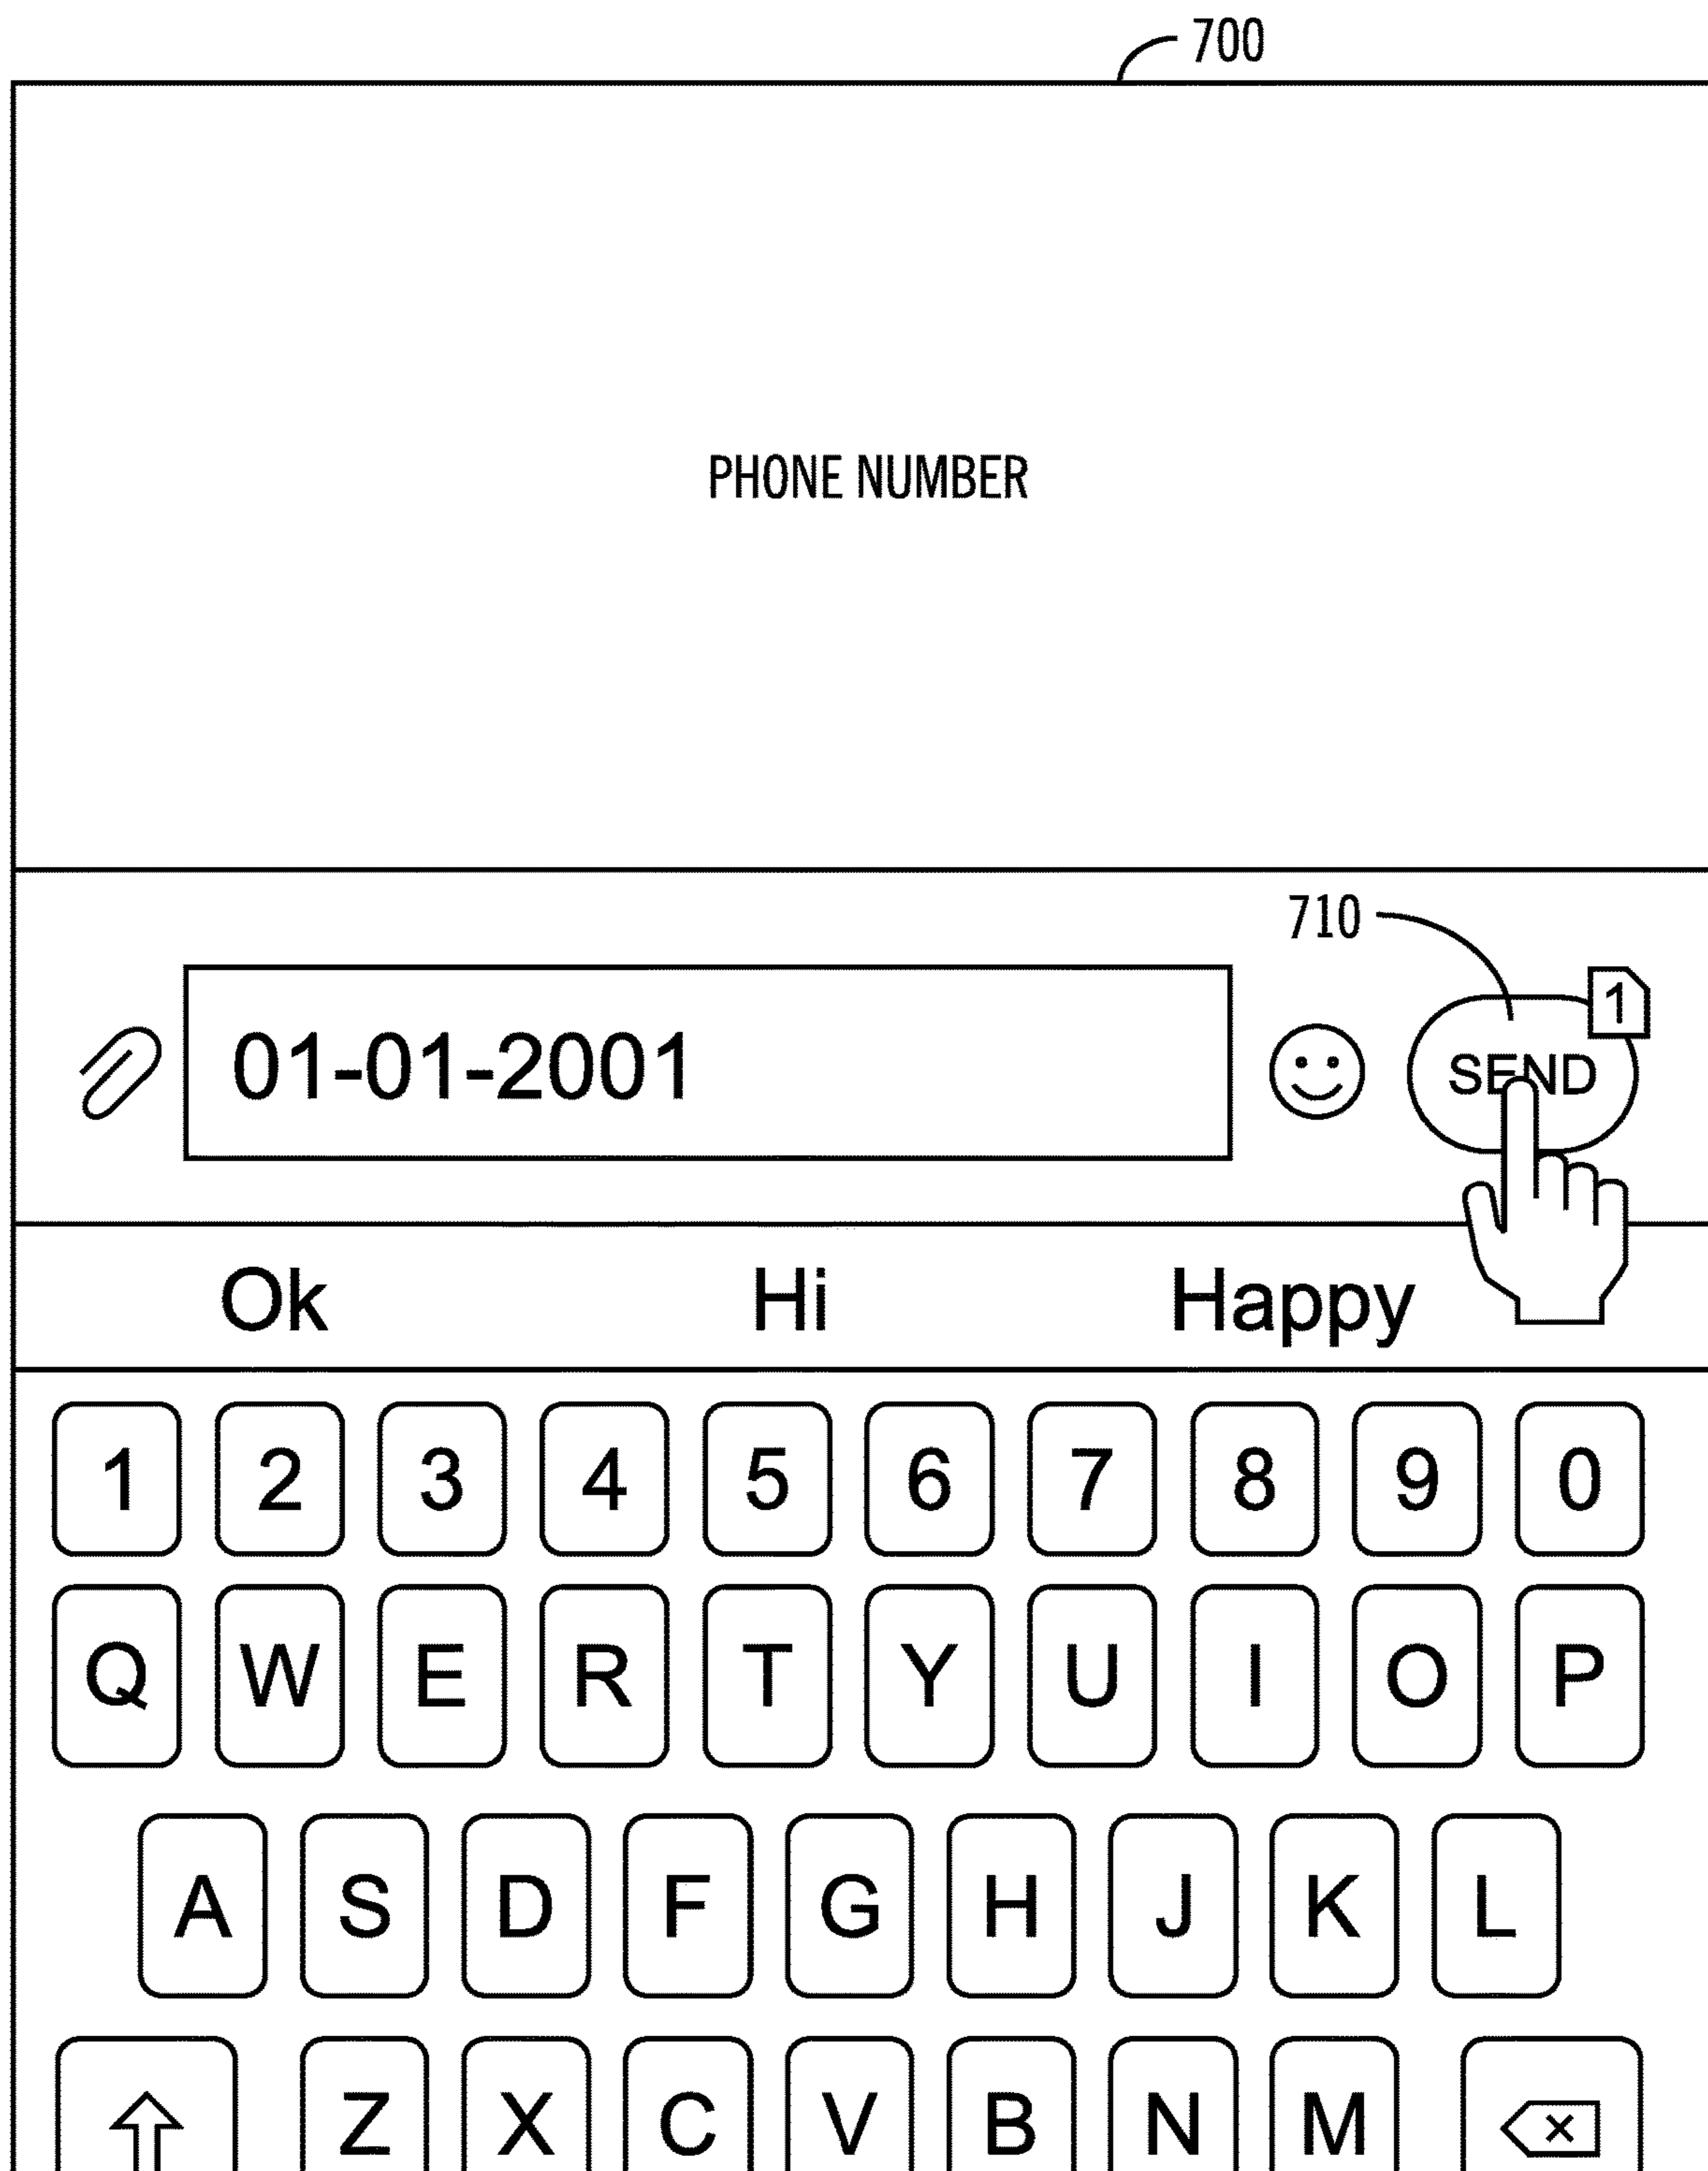 700
PHONE NUMBER
710
01-01-2001
1
SEND
Ok Hi Happy
1 2 3 4 5 6 7 8 9 0
Q W E R T Y U I O P
A S D F G H J K L
Z X C V B N M